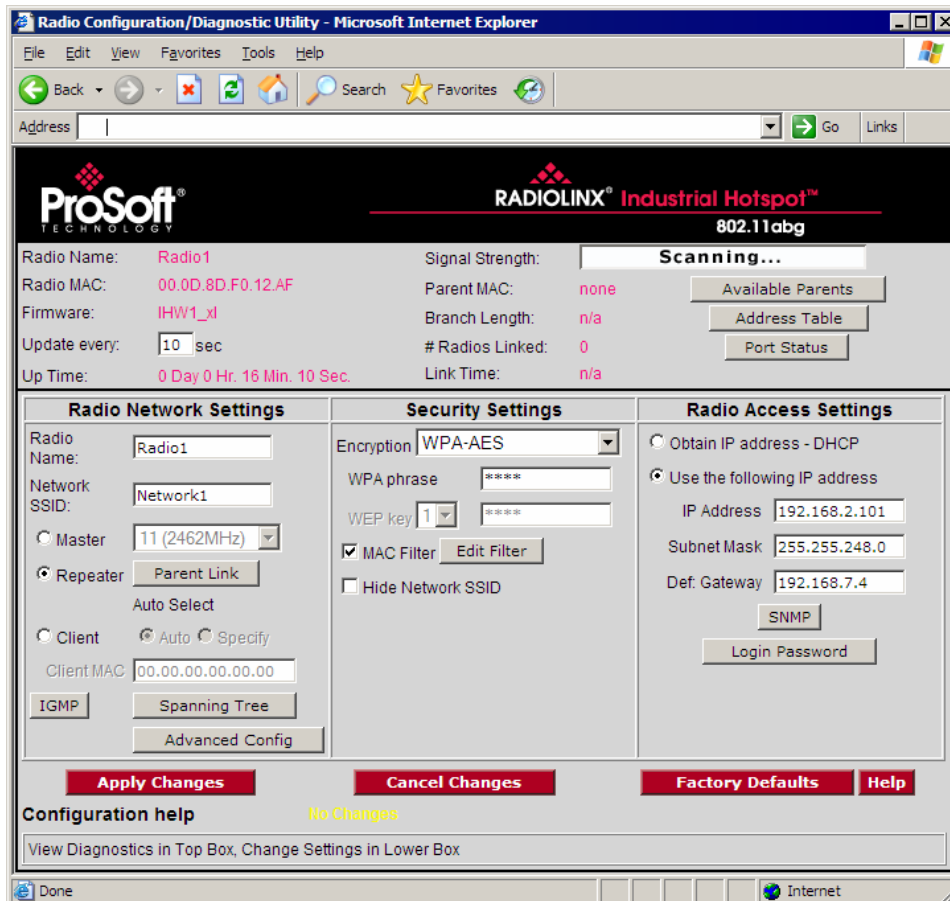 Radio Configuration/Diagnostic Utility - Microsoft Internet Explorer
File Edit View Favorites Tools Help
Back Search Favorites
Address Go Links
ProSoft®
TECHNOLOGY
RADIOLINX® Industrial Hotspot™
802.11abg
Radio Name: Radio1
Radio MAC: 00.0D.8D.F0.12.AF
Firmware: IHW1_xl
Update every: 10 sec
Up Time: 0 Day 0 Hr. 16 Min. 10 Sec.
Signal Strength: Scanning...
Parent MAC: none
Branch Length: n/a
# Radios Linked: 0
Link Time: n/a
Available Parents
Address Table
Port Status
Radio Network Settings
Radio Name: Radio1
Network SSID: Network1
Master 11 (2462MHz)
Repeater Parent Link
Auto Select
Client Auto Specify
Client MAC 00.00.00.00.00.00
IGMP Spanning Tree
Advanced Config
Security Settings
Encryption WPA-AES
WPA phrase ****
WEP key 1 ****
MAC Filter Edit Filter
Hide Network SSID
Radio Access Settings
Obtain IP address - DHCP
Use the following IP address
IP Address 192.168.2.101
Subnet Mask 255.255.248.0
Def: Gateway 192.168.7.4
SNMP
Login Password
Apply Changes Cancel Changes Factory Defaults Help
Configuration help No Changes
View Diagnostics in Top Box, Change Settings in Lower Box
Done Internet